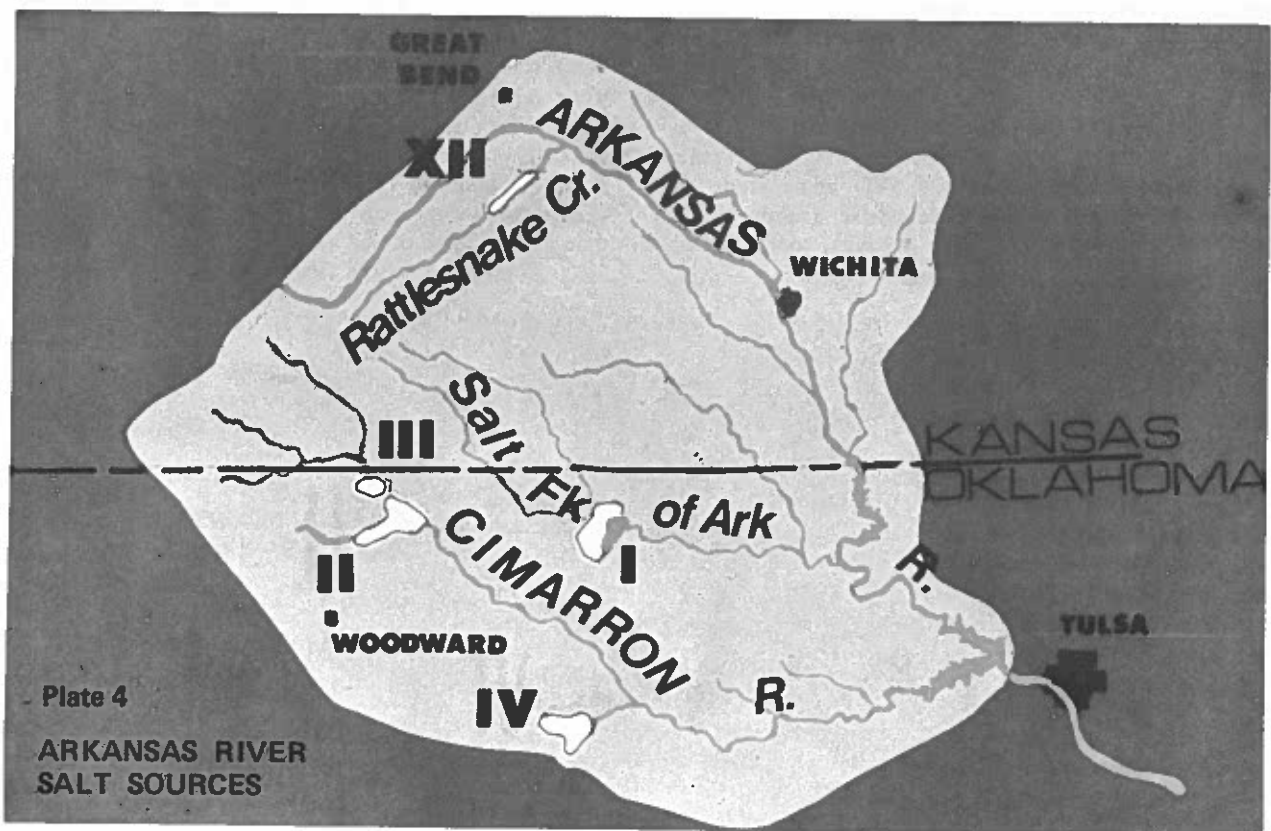 GREAT
BEND
XII
ARKANSAS
Rattlesnake Cr.
WICHITA
Salt Fk of Ark R.
III
KANSAS
OKLAHOMA
CIMARRON R.
I
II
WOODWARD
TULSA
IV
Plate 4
ARKANSAS RIVER
SALT SOURCES